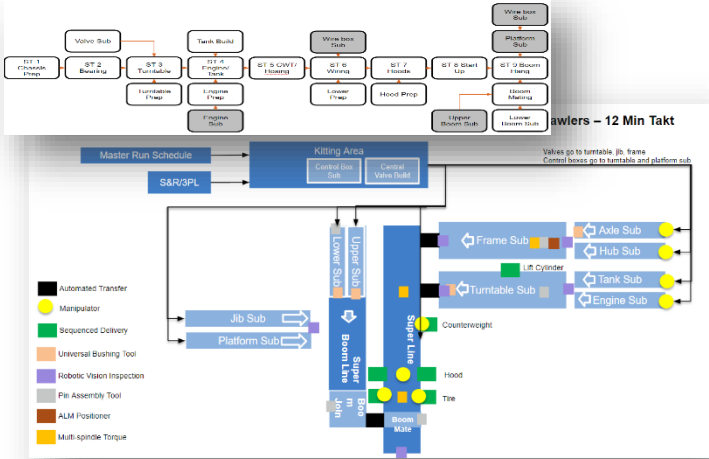 Wire box
Sub
Valve Sub
Tank Build
Wire box
Sub
Platform
Sub
ST 1
Chassis
Prep
ST 2
Bearing
ST 3
Turntable
ST 4
Engine/
Tank
ST 5 CWT/
Hoxing
ST 6
Wiring
ST 7
Hoods
ST 8 Start
Up
ST 9 Boom
Hang
Turntable
Prep
Engine
Prep
Lower
Prep
Hood Prep
Boom
Mating
Engine
Sub
Upper
Boom Sub
Lower
Boom Sub
awlers – 12 Min Takt
Master Run Schedule
Kitting Area
Valves go to turntable, jib, frame
Control boxes go to turntable and platform sub
Control Box
Sub
Central
Valve Build
S&R/3PL
Lower Sub
Upper Sub
Frame Sub
Axle Sub
Hub Sub
Lift Cylinder
Tank Sub
Turntable Sub
Engine Sub
Automated Transfer
Manipulator
Sequenced Delivery
Universal Bushing Tool
Robotic Vision Inspection
Pin Assembly Tool
ALM Positioner
Multi-spindle Torque
Jib Sub
Platform Sub
Super
Boom Line
Super Line
Counterweight
Hood
Tire
Boo
m
Join
Boom
Mate